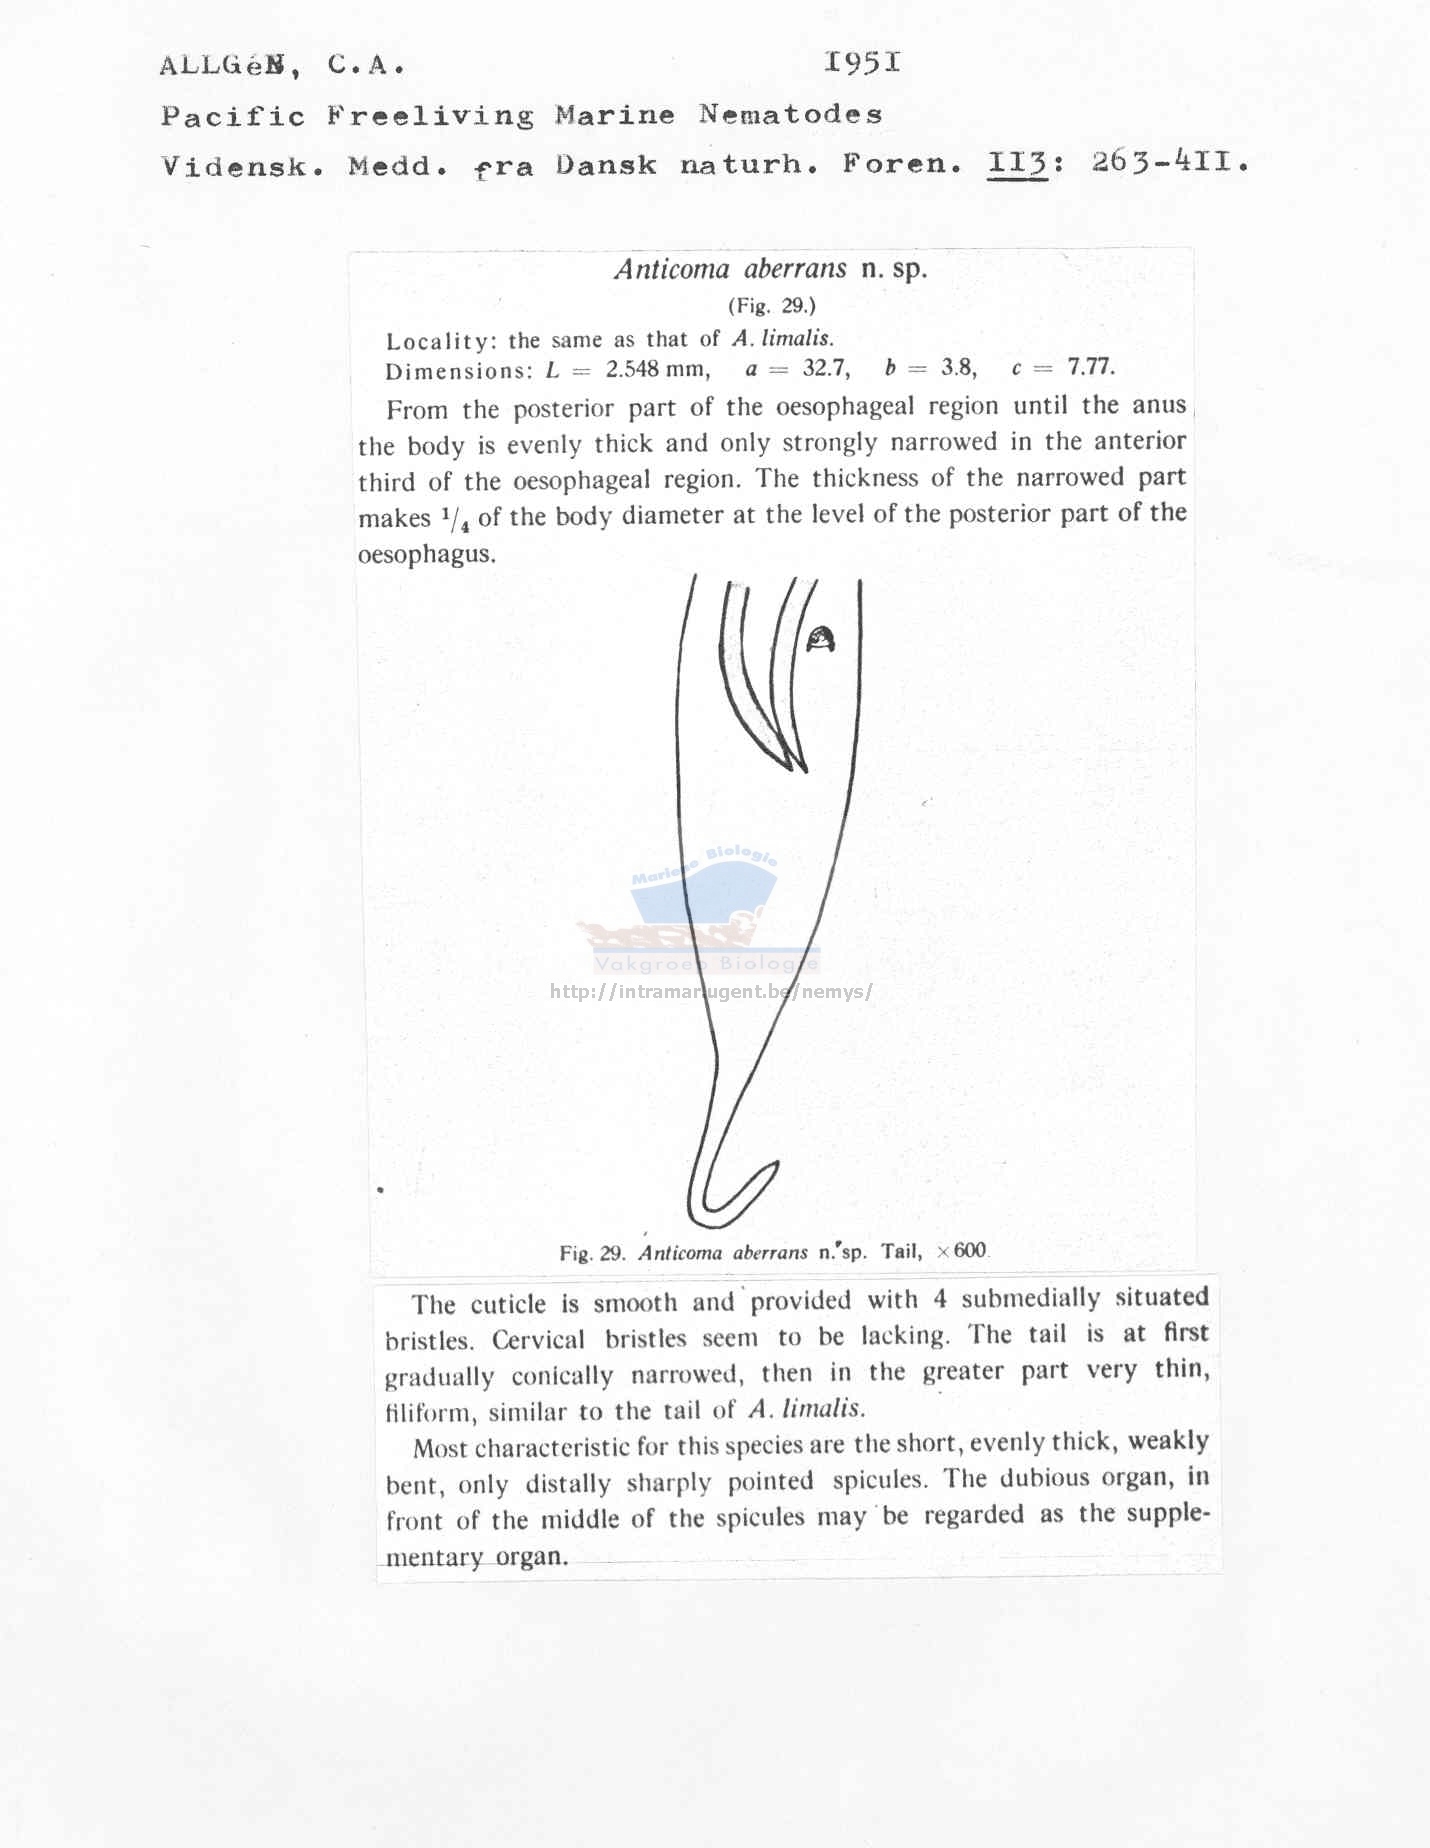 ALLGéN, C.A. I95I
Pacific Freeliving Marine Nematodes
Vidensk. Medd. fra Dansk naturh. Foren. II3: 263-4II.
Anticoma aberrans n. sp.
(Fig. 29.)
Locality: the same as that of A. limalis.
Dimensions: L = 2.548 mm, a = 32.7, b = 3.8, c = 7.77.
From the posterior part of the oesophageal region until the anus
the body is evenly thick and only strongly narrowed in the anterior
third of the oesophageal region. The thickness of the narrowed part
makes 1/4 of the body diameter at the level of the posterior part of the
oesophagus.
Mariene Biologie
Vakgroep Biologie
http://intramar.ugent.be/nemys/
Fig. 29. Anticoma aberrans n. sp. Tail, ×600.
The cuticle is smooth and provided with 4 submedially situated
bristles. Cervical bristles seem to be lacking. The tail is at first
gradually conically narrowed, then in the greater part very thin,
filiform, similar to the tail of A. limalis.
Most characteristic for this species are the short, evenly thick, weakly
bent, only distally sharply pointed spicules. The dubious organ, in
front of the middle of the spicules may be regarded as the supple-
mentary organ.